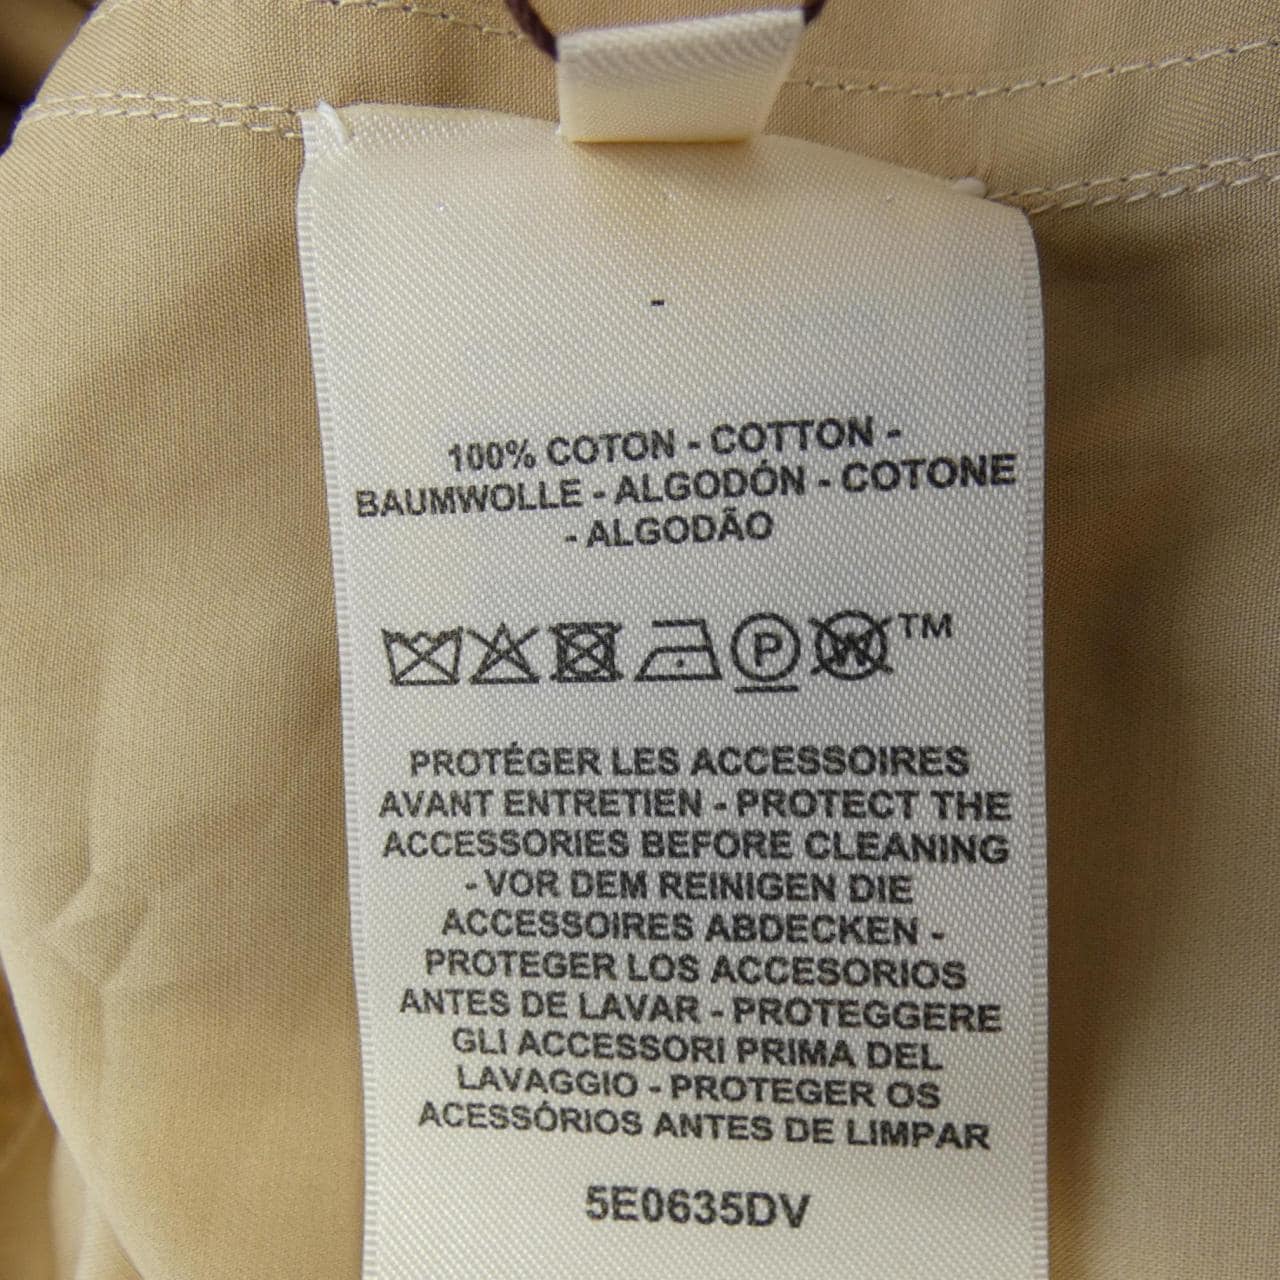 -
100% COTON - COTTON -
BAUMWOLLE - ALGODÓN - COTONE
- ALGODÃO
P W TM
PROTÉGER LES ACCESSOIRES
AVANT ENTRETIEN - PROTECT THE
ACCESSORIES BEFORE CLEANING
- VOR DEM REINIGEN DIE
ACCESSOIRES ABDECKEN -
PROTEGER LOS ACCESORIOS
ANTES DE LAVAR - PROTEGGERE
GLI ACCESSORI PRIMA DEL
LAVAGGIO - PROTEGER OS
ACESSÓRIOS ANTES DE LIMPAR
5E0635DV